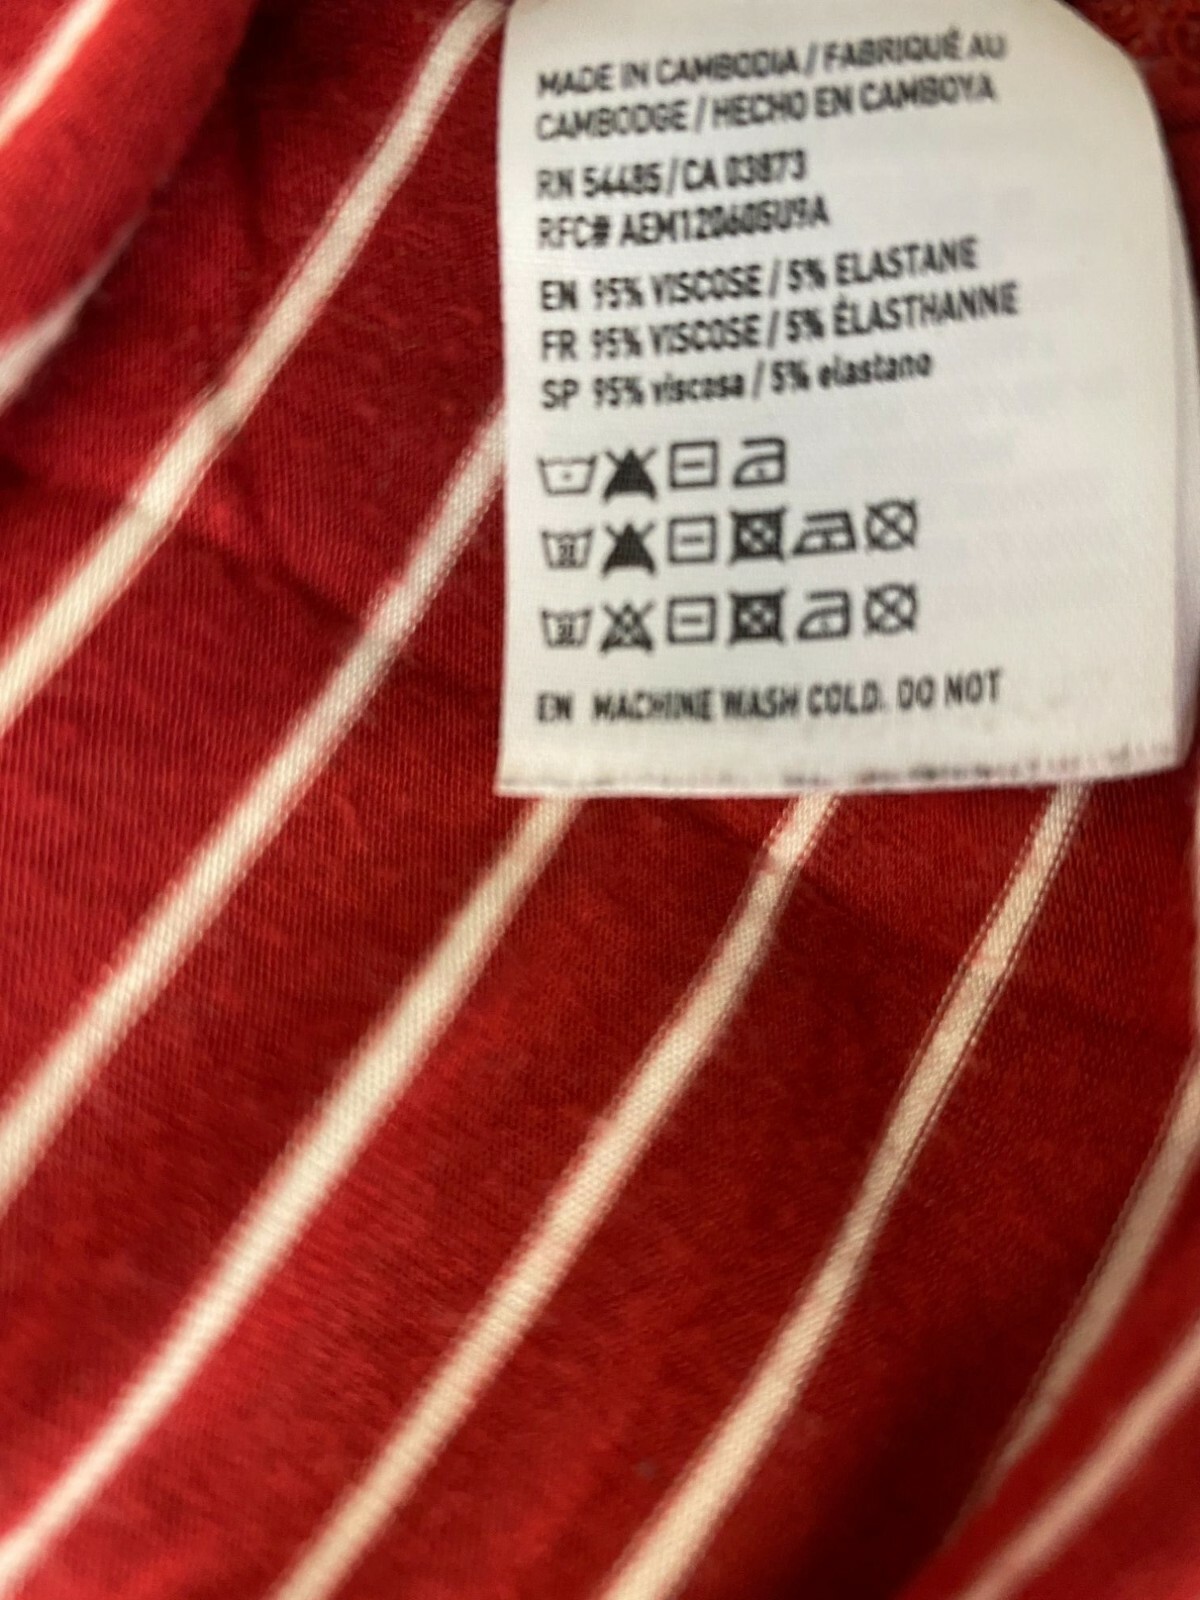 MADE IN CAMBODIA / FABRIQUÉ AU
CAMBODGE / HECHO EN CAMBOYA
RN 54485 / CA 03873
RFC# AEM120605U9A
EN 95% VISCOSE / 5% ELASTANE
FR 95% VISCOSE / 5% ÉLASTHANNE
SP 95% viscosa / 5% elastano
EN MACHINE WASH COLD. DO NOT